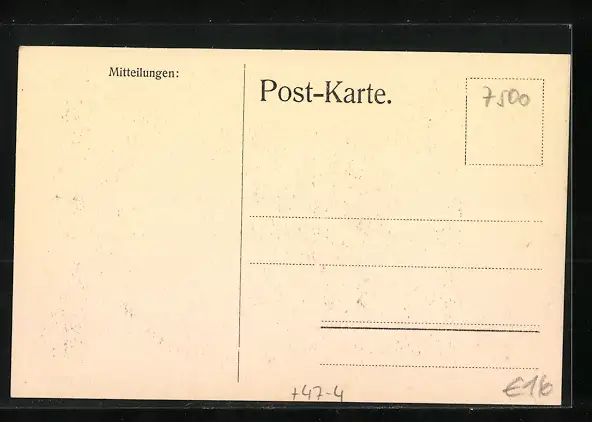 Mitteilungen:
Post-Karte.
7500
+47-4
€16